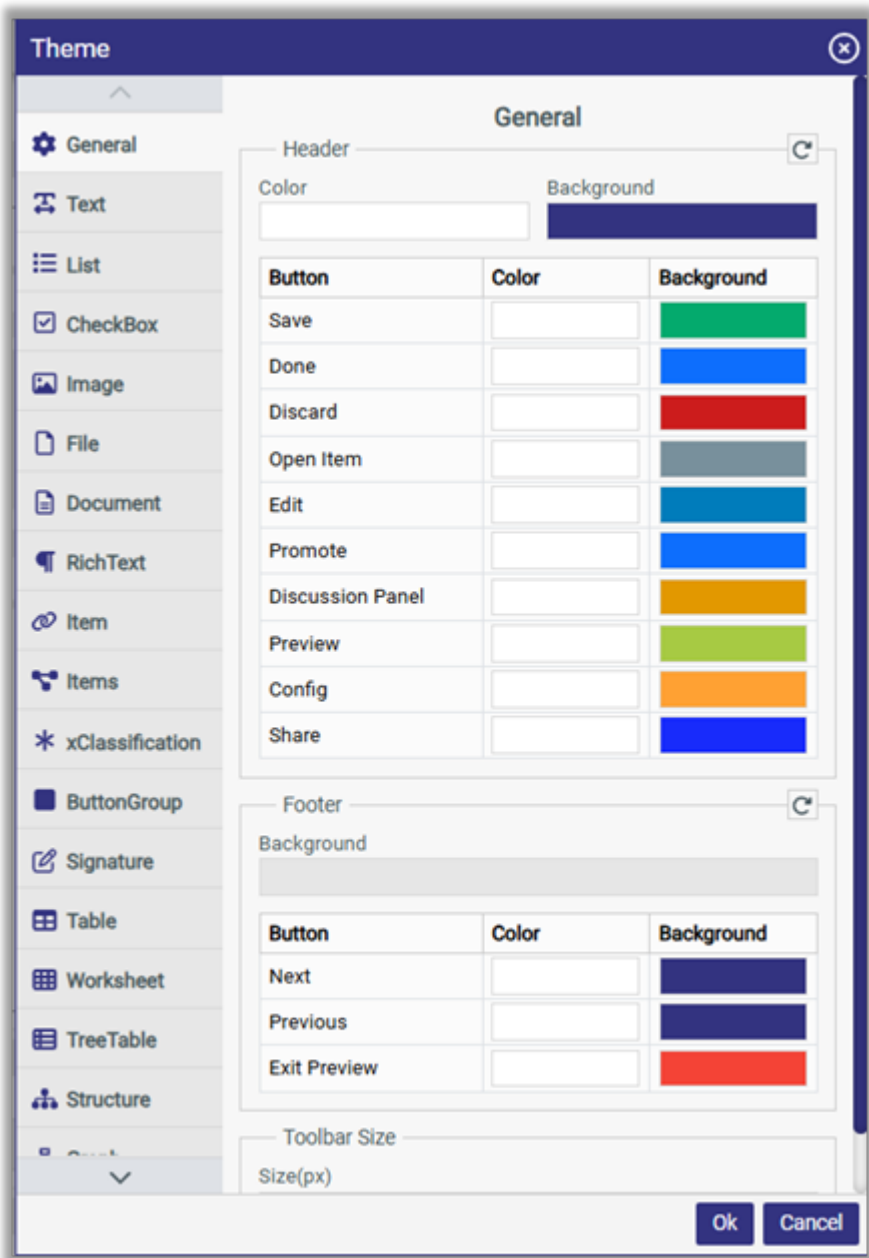 Theme
General
Text
List
CheckBox
Image
File
Document
RichText
Item
Items
xClassification
ButtonGroup
Signature
Table
Worksheet
TreeTable
Structure
General
Header
Color Background
Button Color Background
Save
Done
Discard
Open Item
Edit
Promote
Discussion Panel
Preview
Config
Share
Footer
Background
Button Color Background
Next
Previous
Exit Preview
Toolbar Size
Size(px)
Ok Cancel